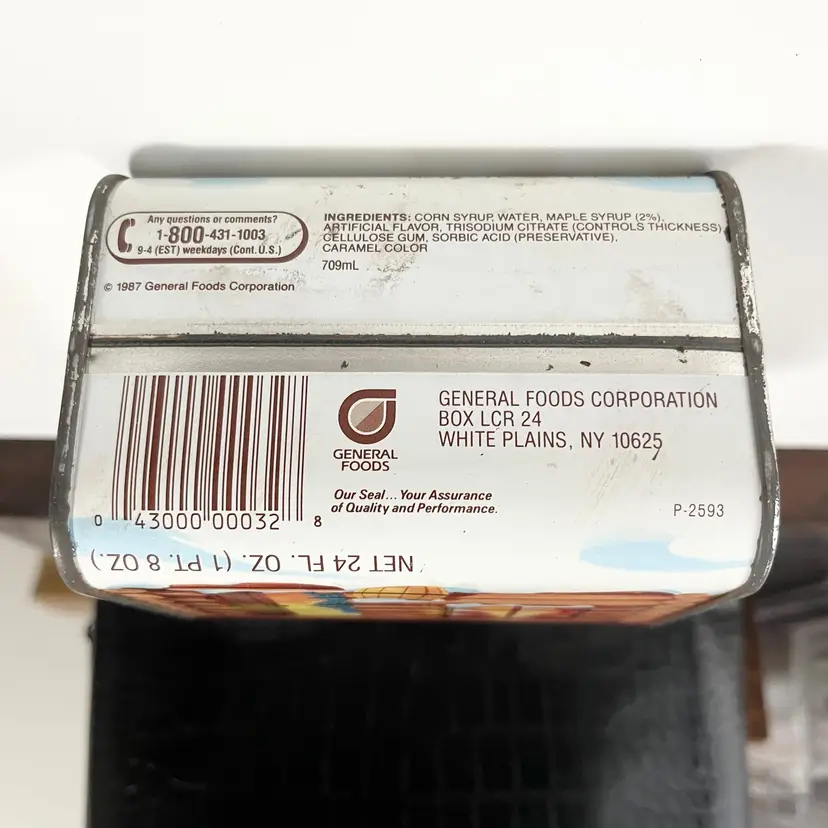 Any questions or comments?
1-800-431-1003
9-4 (EST) weekdays (Cont. U.S.)
© 1987 General Foods Corporation
INGREDIENTS: CORN SYRUP, WATER, MAPLE SYRUP (2%),
ARTIFICIAL FLAVOR, TRISODIUM CITRATE (CONTROLS THICKNESS),
CELLULOSE GUM, SORBIC ACID (PRESERVATIVE),
CARAMEL COLOR
709mL
0 43000 00032 8
GENERAL
FOODS
Our Seal... Your Assurance
of Quality and Performance.
GENERAL FOODS CORPORATION
BOX LCR 24
WHITE PLAINS, NY 10625
P-2593
NET 24 FL. OZ. (1 PT. 8 OZ.)